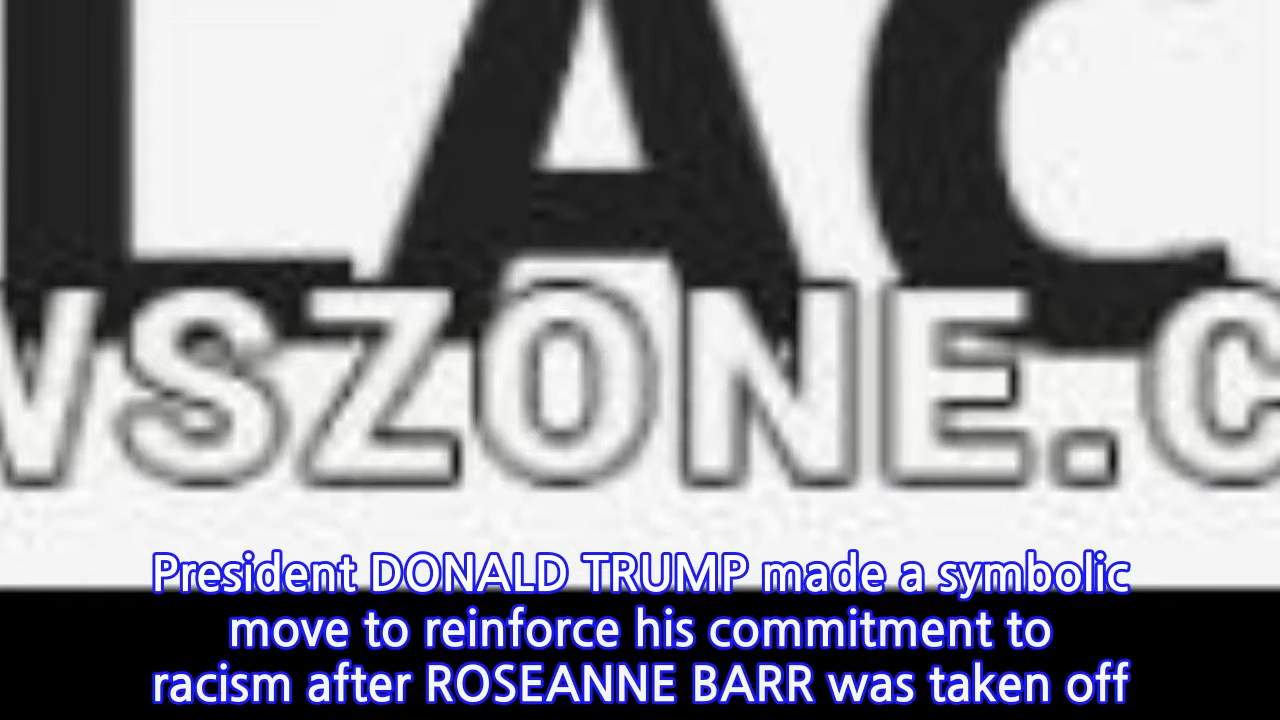 LAC
WSZONE.C
President DONALD TRUMP made a symbolic
move to reinforce his commitment to
racism after ROSEANNE BARR was taken off